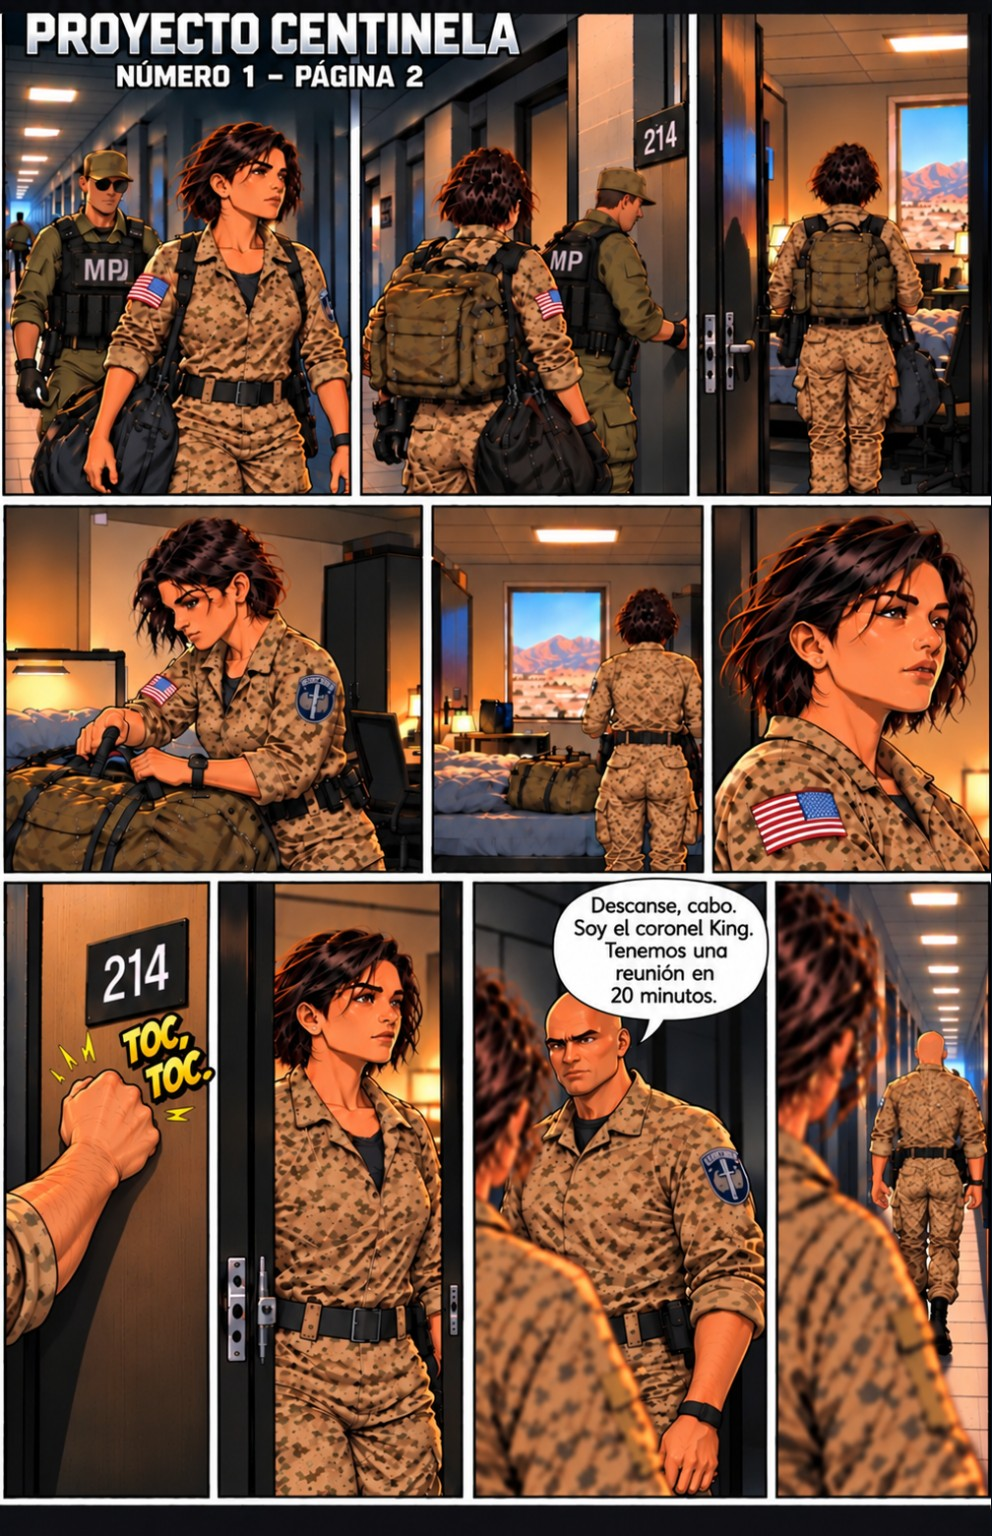 PROYECTO CENTINELA
NÚMERO 1 – PÁGINA 2
MP
214
MP
214
TOC,
TOC.
Descanse, cabo.
Soy el coronel King.
Tenemos una
reunión en
20 minutos.